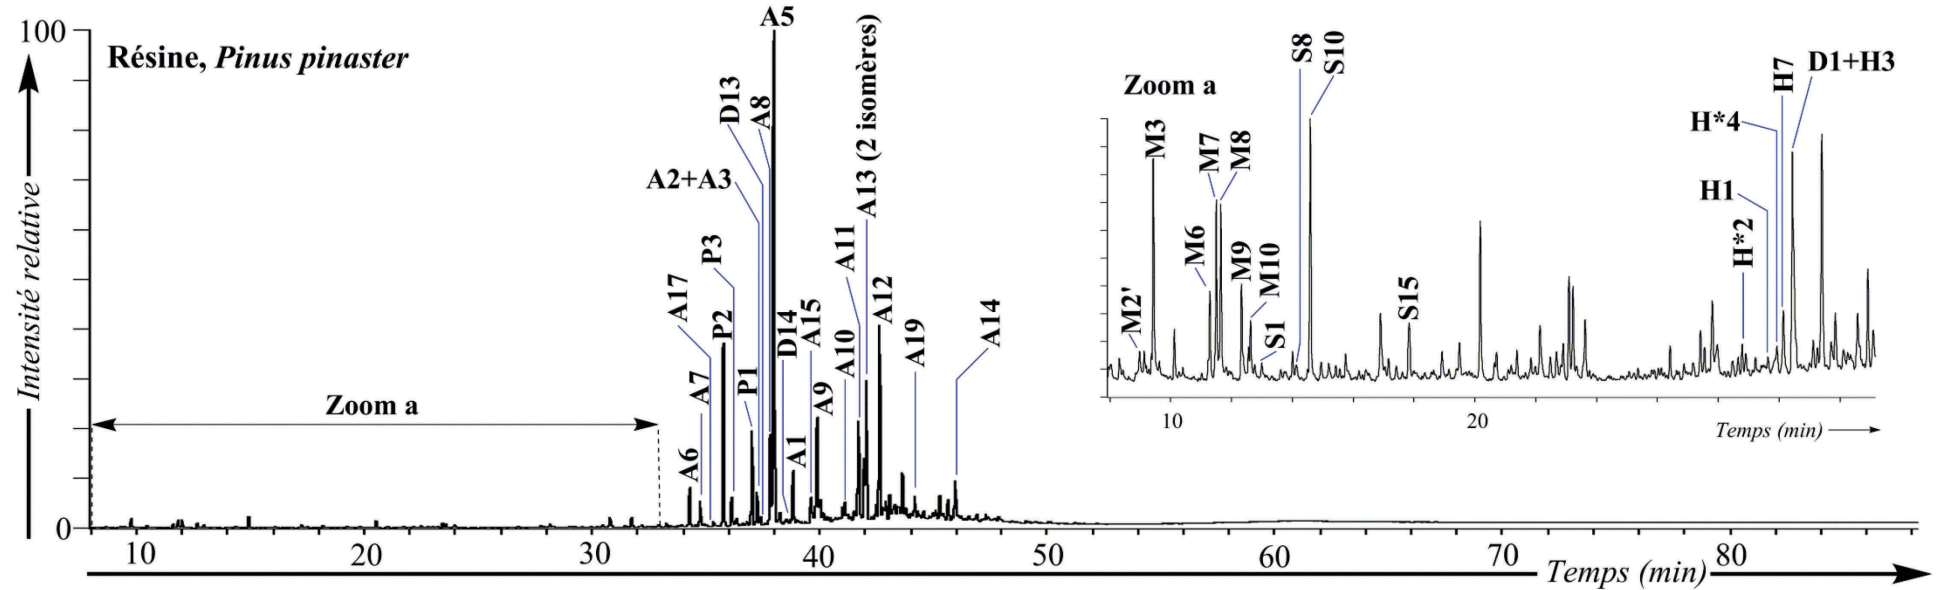 Résine, Pinus pinaster
Intensité relative
100
0
Zoom a
A6
A7
A17
P2
P3
P1
A2+A3
D13
A8
A5
D14
A1
A15
A9
A10
A11
A13 (2 isomères)
A12
A19
A14
10
20
30
40
50
60
70
80
Temps (min)
Zoom a
M2'
M3
M6
M7
M8
M9
M10
S1
S8
S10
S15
H*2
H1
H*4
H7
D1+H3
10
20
Temps (min)